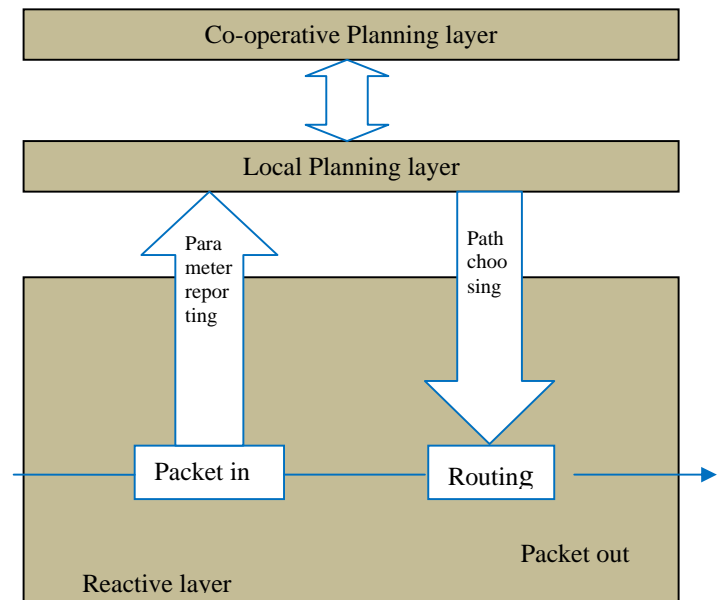 Co-operative Planning layer
Local Planning layer
Para
meter
repor
ting
Path
choo
sing
Packet in
Routing
Packet out
Reactive layer